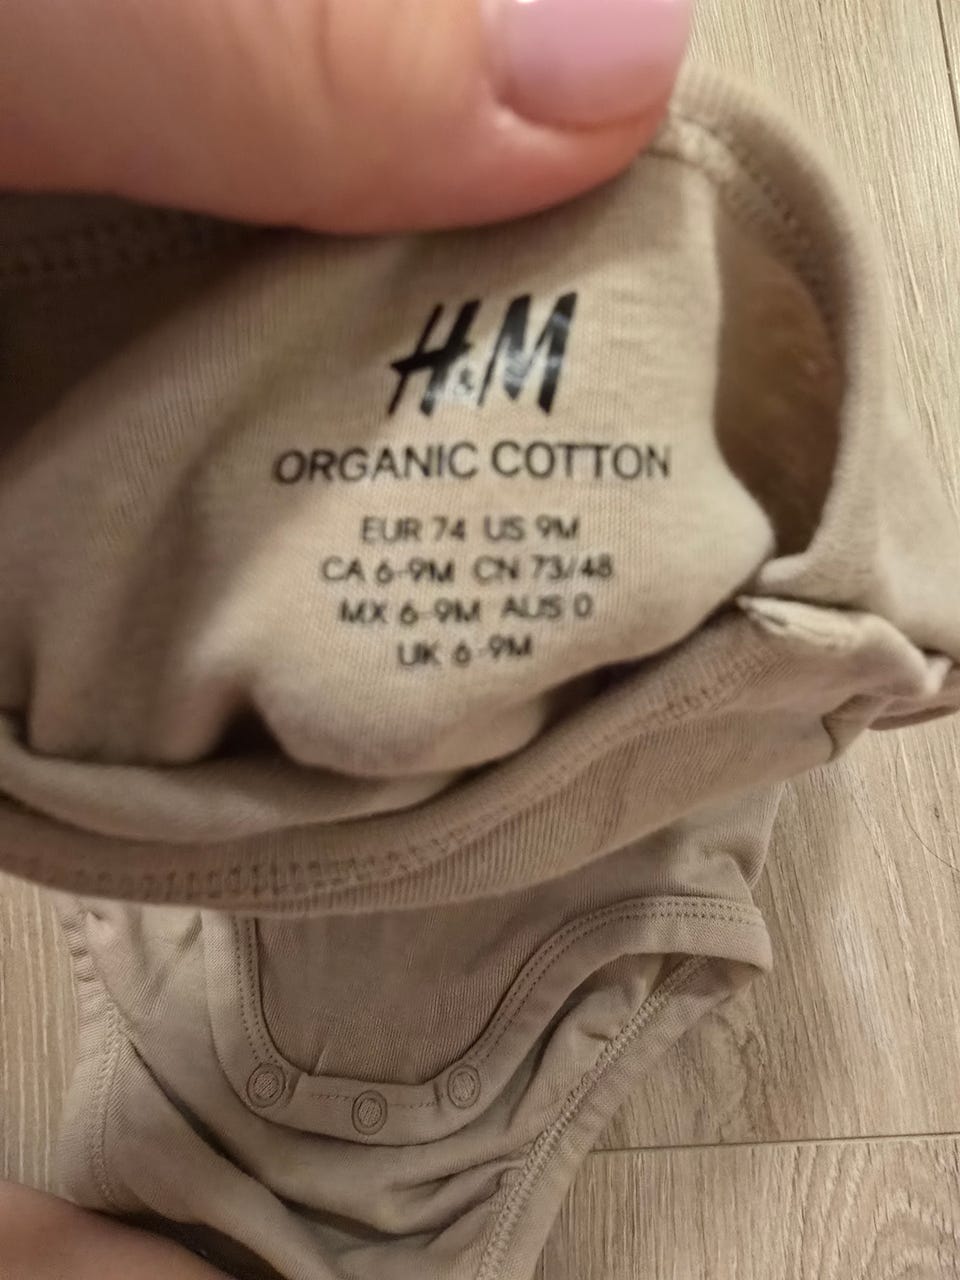 H&M
ORGANIC COTTON
EUR 74 US 9M
CA 6-9M CN 73/48
MX 6-9M AUS 0
UK 6-9M